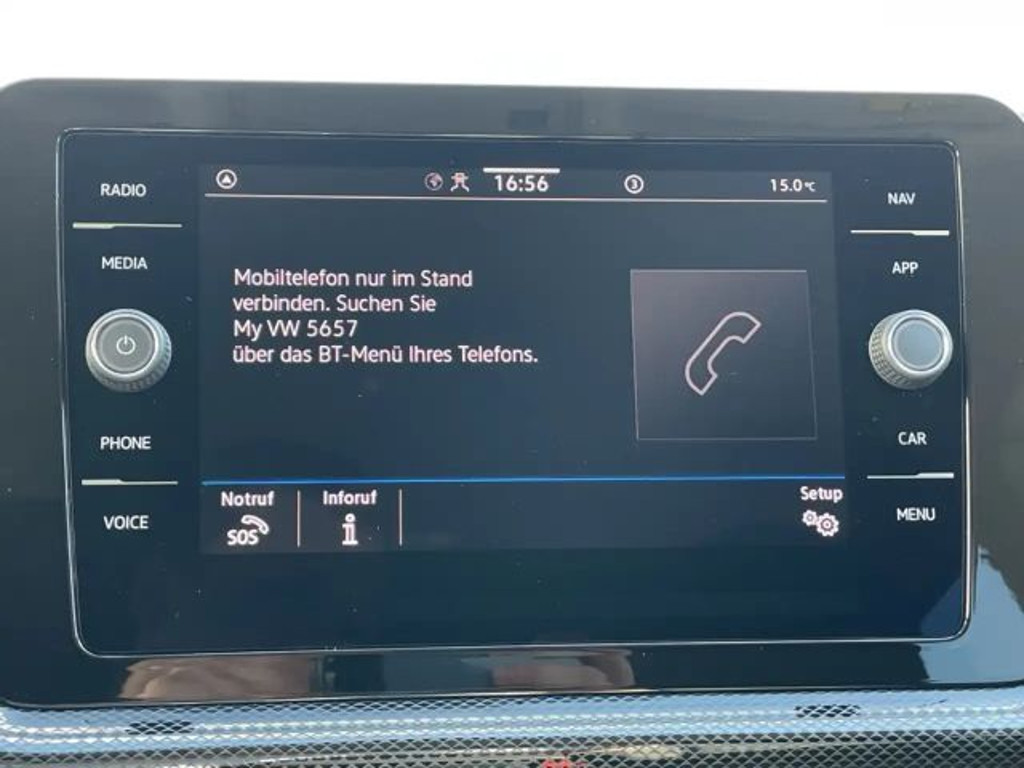 RADIO
MEDIA
PHONE
VOICE
16:56
3
15.0°C
Mobiltelefon nur im Stand
verbinden. Suchen Sie
My VW 5657
über das BT-Menü Ihres Telefons.
Notruf
SOS
Inforuf
i
Setup
NAV
APP
CAR
MENU